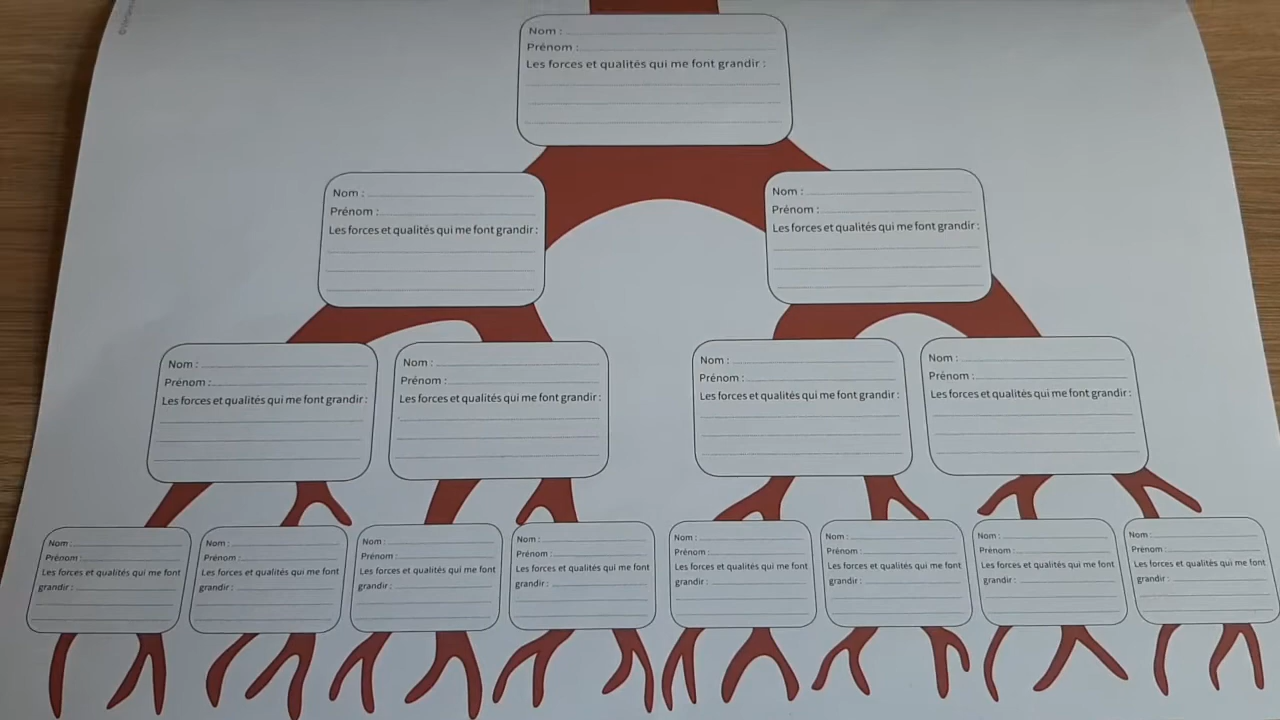 Nom :
Prénom :
Les forces et qualités qui me font grandir :
Nom :
Prénom :
Les forces et qualités qui me font grandir :
Nom :
Prénom :
Les forces et qualités qui me font grandir :
Nom :
Prénom :
Les forces et qualités qui me font grandir :
Nom :
Prénom :
Les forces et qualités qui me font grandir :
Nom :
Prénom :
Les forces et qualités qui me font grandir :
Nom :
Prénom :
Les forces et qualités qui me font grandir :
Nom :
Prénom :
Les forces et qualités qui me font
grandir :
Nom :
Prénom :
Les forces et qualités qui me font
grandir :
Nom :
Prénom :
Les forces et qualités qui me font
grandir :
Nom :
Prénom :
Les forces et qualités qui me font
grandir :
Nom :
Prénom :
Les forces et qualités qui me font
grandir :
Nom :
Prénom :
Les forces et qualités qui me font
grandir :
Nom :
Prénom :
Les forces et qualités qui me font
grandir :
Nom :
Prénom :
Les forces et qualités qui me font
grandir :